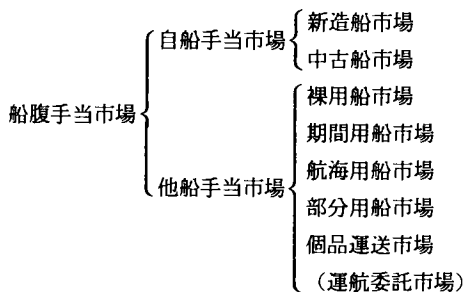 船腹手当市場
自船手当市場
新造船市場
中古船市場
他船手当市場
裸用船市場
期間用船市場
航海用船市場
部分用船市場
個品運送市場
（運航委託市場）